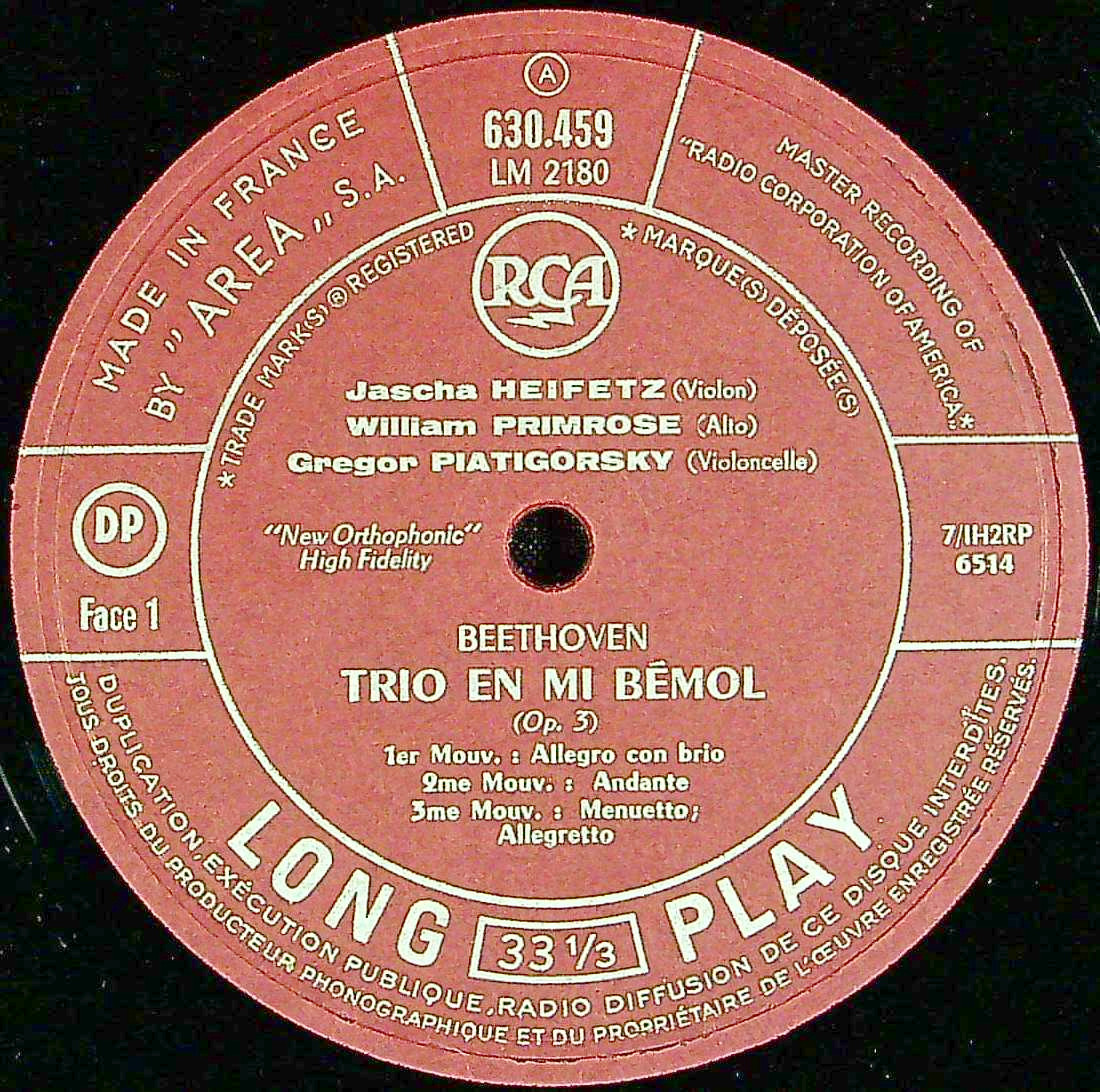 A
630.459
LM 2180
MADE IN FRANCE
BY "AREA„ S.A.
MASTER RECORDING OF
"RADIO CORPORATION OF AMERICA„*
*TRADE MARK(S)® REGISTERED
*MARQUE(S) DÉPOSÉE(S)
RCA
Jascha HEIFETZ (Violon)
William PRIMROSE (Alto)
Gregor PIATIGORSKY (Violoncelle)
"New Orthophonic"
High Fidelity
DP
Face 1
7/IH2RP
6514
BEETHOVEN
TRIO EN MI BÉMOL
(Op. 3)
1er Mouv. : Allegro con brio
2me Mouv. : Andante
3me Mouv. : Menuetto;
Allegretto
LONG 33 1/3 PLAY
DUPLICATION, EXÉCUTION PUBLIQUE, RADIO DIFFUSION DE CE DISQUE INTERDITES.
TOUS DROITS DU PRODUCTEUR PHONOGRAPHIQUE ET DU PROPRIÉTAIRE DE L'ŒUVRE ENREGISTRÉE RÉSERVÉS.